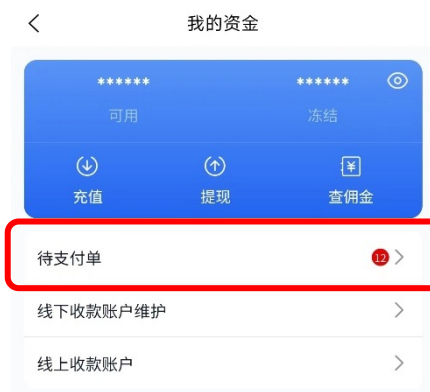 我的资金
****** ******
可用 冻结
充值 提现 查佣金
待支付单 12
线下收款账户维护
线上收款账户